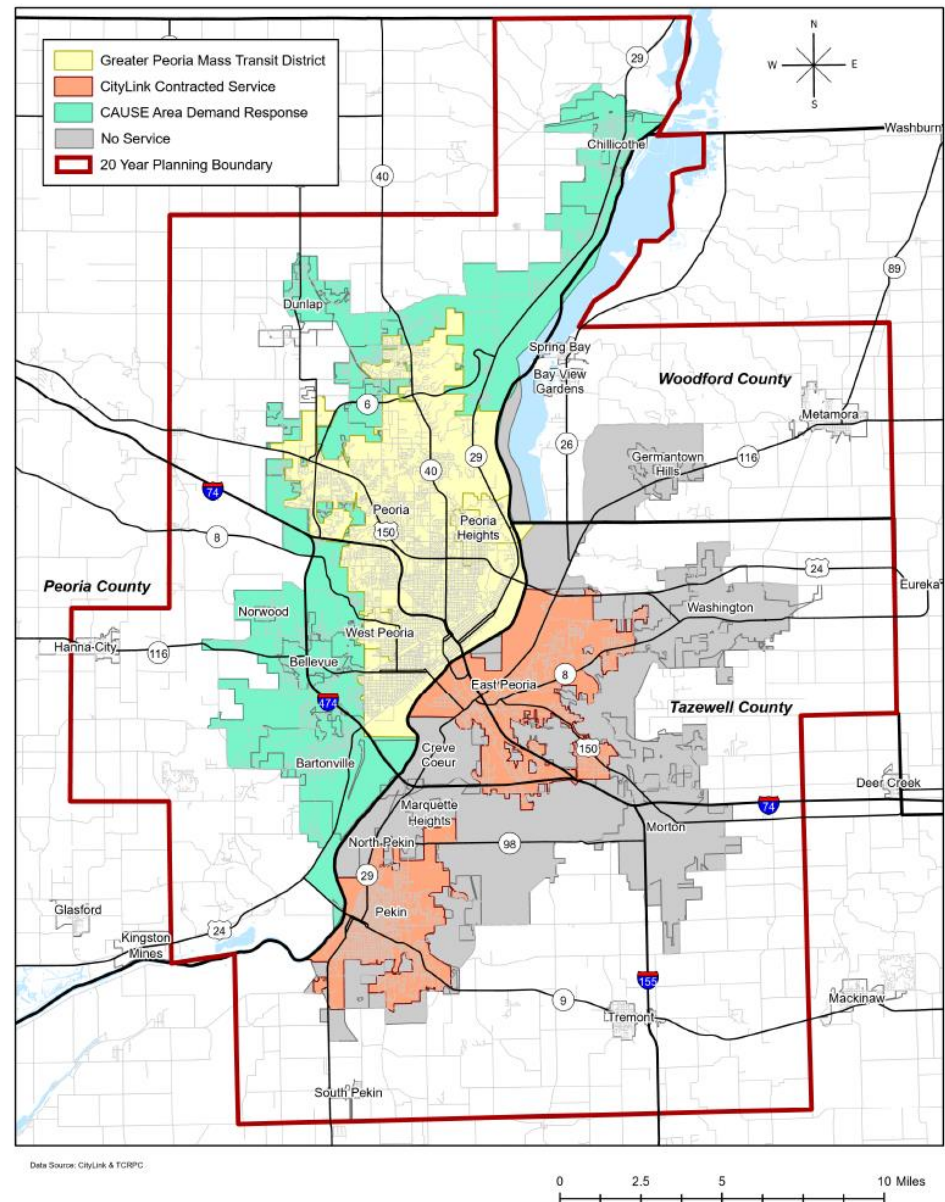 Greater Peoria Mass Transit District
CityLink Contracted Service
CAUSE Area Demand Response
No Service
20 Year Planning Boundary
N
W
E
S
29
Washburn
Chillicothe
40
89
Dunlap
Spring Bay
Bay View
Gardens
Woodford County
6
Metamora
26
Germantown
Hills
116
40
29
74
Peoria
150
Peoria
Heights
8
24
Peoria County
Eureka
Washington
Norwood
West Peoria
Hanna-City
116
Bellevue
8
East Peoria
474
Tazewell County
150
Creve
Coeur
Bartonville
Deer Creek
74
Marquette
Heights
Morton
North Pekin
98
29
Glasford
Pekin
24
Kingston
Mines
155
Mackinaw
9
Tremont
South Pekin
Data Source: CityLink & TCRPC
0 2.5 5 10 Miles